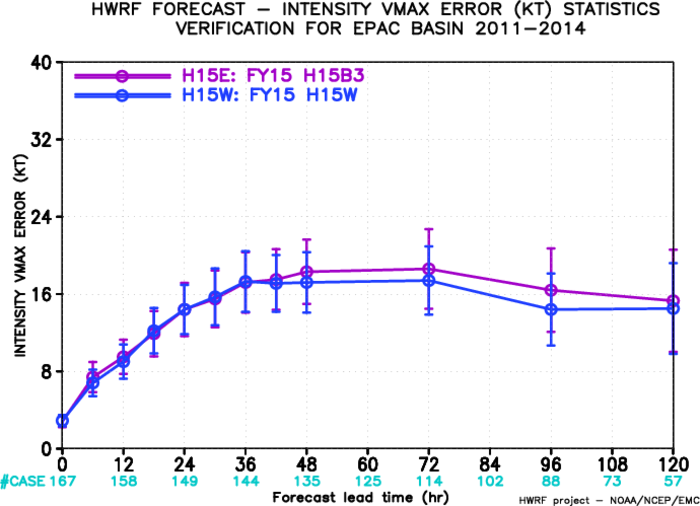 HWRF FORECAST − INTENSITY VMAX ERROR (KT) STATISTICS
VERIFICATION FOR EPAC BASIN 2011−2014
H15E: FY15 H15B3
H15W: FY15 H15W
INTENSITY VMAX ERROR (KT)
40
32
24
16
8
0
0 12 24 36 48 60 72 84 96 108 120
#CASE 167 158 149 144 135 125 114 102 88 73 57
Forecast lead time (hr)
HWRF project − NOAA/NCEP/EMC